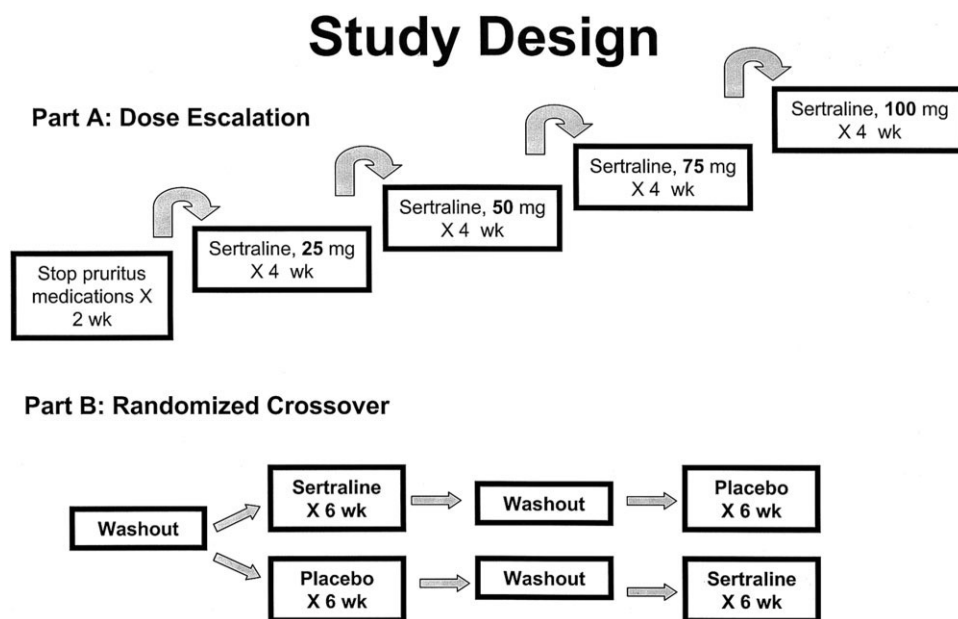 Study Design
Part A: Dose Escalation
Sertraline, 100 mg
X 4 wk
Sertraline, 75 mg
X 4 wk
Sertraline, 50 mg
X 4 wk
Sertraline, 25 mg
X 4 wk
Stop pruritus
medications X
2 wk
Part B: Randomized Crossover
Washout
Sertraline
X 6 wk
Washout
Placebo
X 6 wk
Placebo
X 6 wk
Washout
Sertraline
X 6 wk